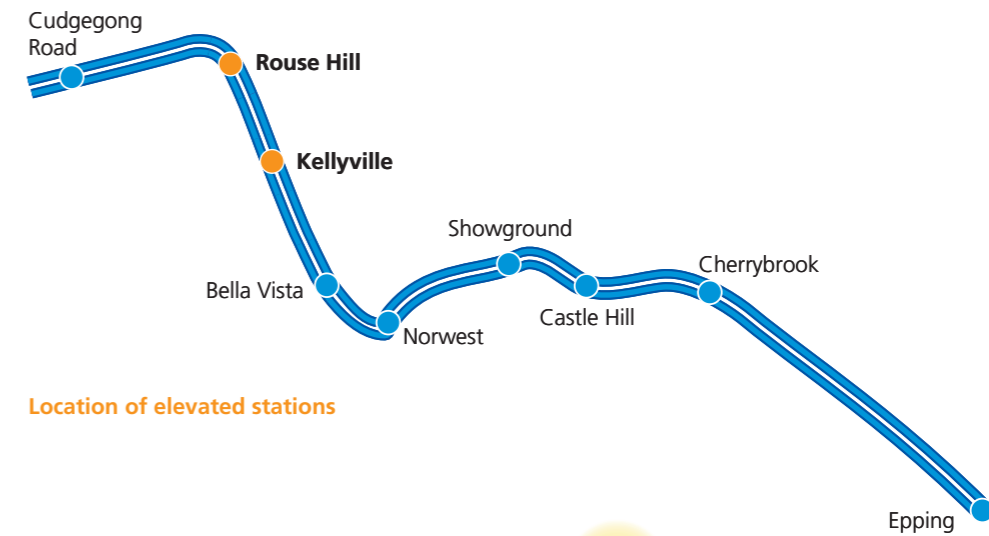 Cudgegong
Road
Rouse Hill
Kellyville
Showground
Cherrybrook
Bella Vista
Castle Hill
Norwest
Location of elevated stations
Epping